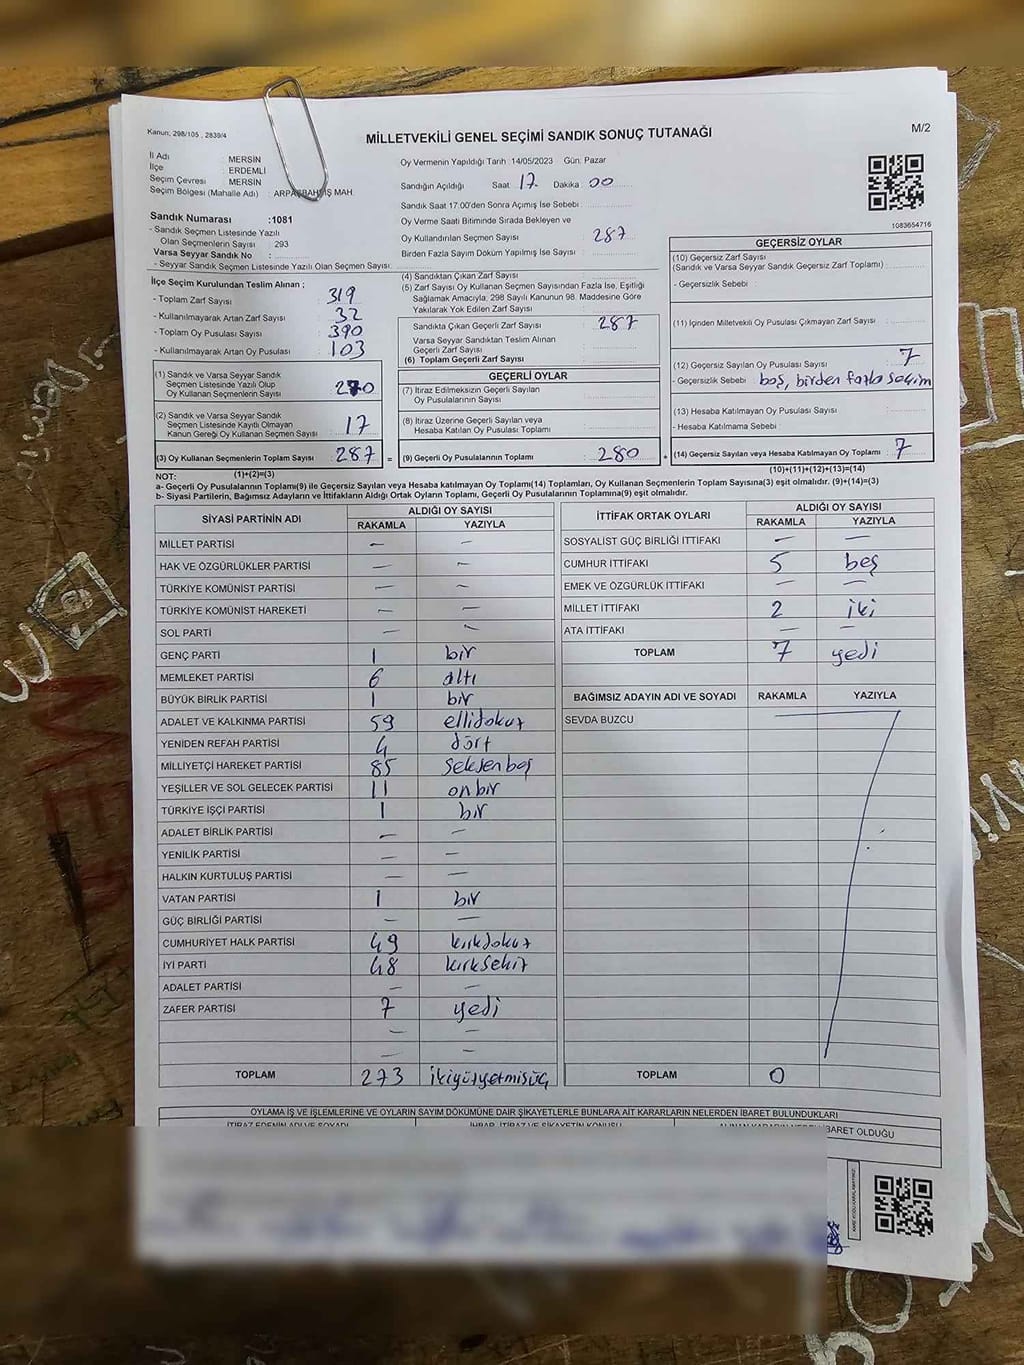 Kanun: 298/105 , 2839/4
MİLLETVEKİLİ GENEL SEÇİMİ SANDIK SONUÇ TUTANAĞI
M/2
İl Adı : MERSİN
İlçe : ERDEMLİ
Seçim Çevresi : MERSİN
Seçim Bölgesi (Mahalle Adı) : MAH.
Sandık Numarası :1081
- Sandık Seçmen Listesinde Yazılı
Olan Seçmenlerin Sayısı : 293
Varsa Seyyar Sandık No :
- Seyyar Sandık Seçmen Listesinde Yazılı Olan Seçmen Sayısı:
Oy Vermenin Yapıldığı Tarih :14/05/2023 Gün: Pazar
Sandığın Açıldığı Saat 17 Dakika 00
Sandık Saat 17:00'den Sonra Açımış İse Sebebi :
Oy Verme Saati Bitiminde Sırada Bekleyen ve
Oy Kullandırılan Seçmen Sayısı : 287
Birden Fazla Sayım Döküm Yapılmış İse Sayısı :
1083654716
İlçe Seçim Kurulundan Teslim Alınan ;
- Toplam Zarf Sayısı : 319
- Kullanılmayarak Artan Zarf Sayısı : 32
- Toplam Oy Pusulası Sayısı : 390
- Kullanılmayarak Artan Oy Pusulası : 103
(4) Sandıktan Çıkan Zarf Sayısı :
(5) Zarf Sayısı Oy Kullanan Seçmen Sayısından Fazla İse, Eşitliği
Sağlamak Amacıyla, 298 Sayılı Kanunun 98. Maddesine Göre
Yakılarak Yok Edilen Zarf Sayısı :
Sandıkta Çıkan Geçerli Zarf Sayısı : 287
Varsa Seyyar Sandıktan Teslim Alınan
Geçerli Zarf Sayısı :
(6) Toplam Geçerli Zarf Sayısı :
GEÇERSİZ OYLAR
(10) Geçersiz Zarf Sayısı
(Sandık ve Varsa Seyyar Sandık Geçersiz Zarf Toplamı) :
- Geçersizlik Sebebi :
(11) İçinden Milletvekili Oy Pusulası Çıkmayan Zarf Sayısı:
(12) Geçersiz Sayılan Oy Pusulası Sayısı : 7
- Geçersizlik Sebebi : boş, birden fazla seçim
(13) Hesaba Katılmayan Oy Pusulası Sayısı :
- Hesaba Katılmama Sebebi :
(14) Geçersiz Sayılan veya Hesaba Katılmayan Oy Toplamı : 7
(10)+(11)+(12)+(13)=(14)
(1) Sandık ve Varsa Seyyar Sandık
Seçmen Listesinde Yazılı Olup
Oy Kullanan Seçmenlerin Sayısı : 270
(2) Sandık ve Varsa Seyyar Sandık
Seçmen Listesinde Kayıtlı Olmayan
Kanun Gereği Oy Kullanan Seçmen Sayısı : 17
(3) Oy Kullanan Seçmenlerin Toplam Sayısı : 287 =
(1)+(2)=(3)
GEÇERLİ OYLAR
(7) İtiraz Edilmeksizin Geçerli Sayılan
Oy Pusulalarının Sayısı :
(8) İtiraz Üzerine Geçerli Sayılan veya
Hesaba Katılan Oy Pusulası Toplamı :
(9) Geçerli Oy Pusulalarının Toplamı : 280 +
NOT:
a- Geçerli Oy Pusulalarının Toplamı(9) ile Geçersiz Sayılan veya Hesaba Katılmayan Oy Toplamı(14) Toplamları, Oy Kullanan Seçmenlerin Toplam Sayısına(3) eşit olmalıdır. (9)+(14)=(3)
b- Siyasi Partilerin, Bağımsız Adayların ve İttifakların Aldığı Ortak Oyların Toplamı, Geçerli Oy Pusulalarının Toplamına(9) eşit olmalıdır.
SİYASİ PARTİNİN ADI ALDIĞI OY SAYISI
RAKAMLA YAZIYLA
MİLLET PARTİSİ — —
HAK VE ÖZGÜRLÜKLER PARTİSİ — —
TÜRKİYE KOMÜNİST PARTİSİ — —
TÜRKİYE KOMÜNİST HAREKETİ — —
SOL PARTİ — —
GENÇ PARTİ 1 bir
MEMLEKET PARTİSİ 6 altı
BÜYÜK BİRLİK PARTİSİ 1 bir
ADALET VE KALKINMA PARTİSİ 59 ellidokuz
YENİDEN REFAH PARTİSİ 4 dört
MİLLİYETÇİ HAREKET PARTİSİ 85 seksenbeş
YEŞİLLER VE SOL GELECEK PARTİSİ 11 onbir
TÜRKİYE İŞÇİ PARTİSİ 1 bir
ADALET BİRLİK PARTİSİ — —
YENİLİK PARTİSİ — —
HALKIN KURTULUŞ PARTİSİ — —
VATAN PARTİSİ 1 bir
GÜÇ BİRLİĞİ PARTİSİ — —
CUMHURİYET HALK PARTİSİ 49 kırkdokuz
İYİ PARTİ 48 kırksekiz
ADALET PARTİSİ — —
ZAFER PARTİSİ 7 yedi
— —
— —
TOPLAM 273 ikiyüzyetmişüç
İTTİFAK ORTAK OYLARI ALDIĞI OY SAYISI
RAKAMLA YAZIYLA
SOSYALİST GÜÇ BİRLİĞİ İTTİFAKI — —
CUMHUR İTTİFAKI 5 beş
EMEK VE ÖZGÜRLÜK İTTİFAKI — —
MİLLET İTTİFAKI 2 iki
ATA İTTİFAKI — —
TOPLAM 7 yedi
BAĞIMSIZ ADAYIN ADI VE SOYADI RAKAMLA YAZIYLA
SEVDA BUZCU
TOPLAM 0
OYLAMA İŞ VE İŞLEMLERİNE VE OYLARIN SAYIM DÖKÜMÜNE DAİR ŞİKAYETLERLE BUNLARA AİT KARARLARIN NELERDEN İBARET BULUNDUKLARI
İTİRAZ EDENİN ADI VE SOYADI İHBAR, İTİRAZ VE ŞİKAYETİN KONUSU ALINAN KARARIN NEDEN İBARET OLDUĞU